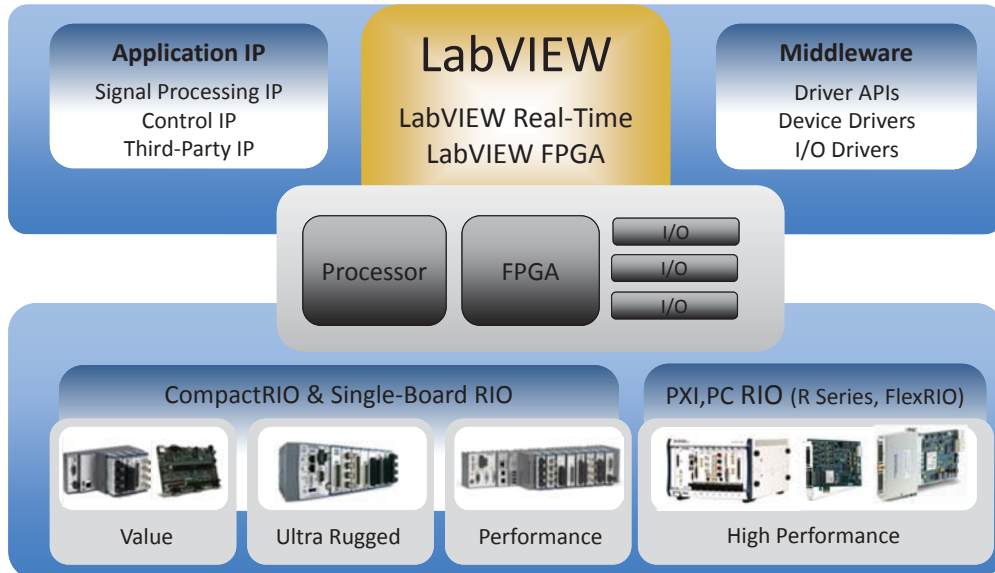 Application IP
Signal Processing IP
Control IP
Third-Party IP
LabVIEW
LabVIEW Real-Time
LabVIEW FPGA
Middleware
Driver APIs
Device Drivers
I/O Drivers
Processor
FPGA
I/O
I/O
I/O
CompactRIO & Single-Board RIO
PXI,PC RIO (R Series, FlexRIO)
Value
Ultra Rugged
Performance
High Performance